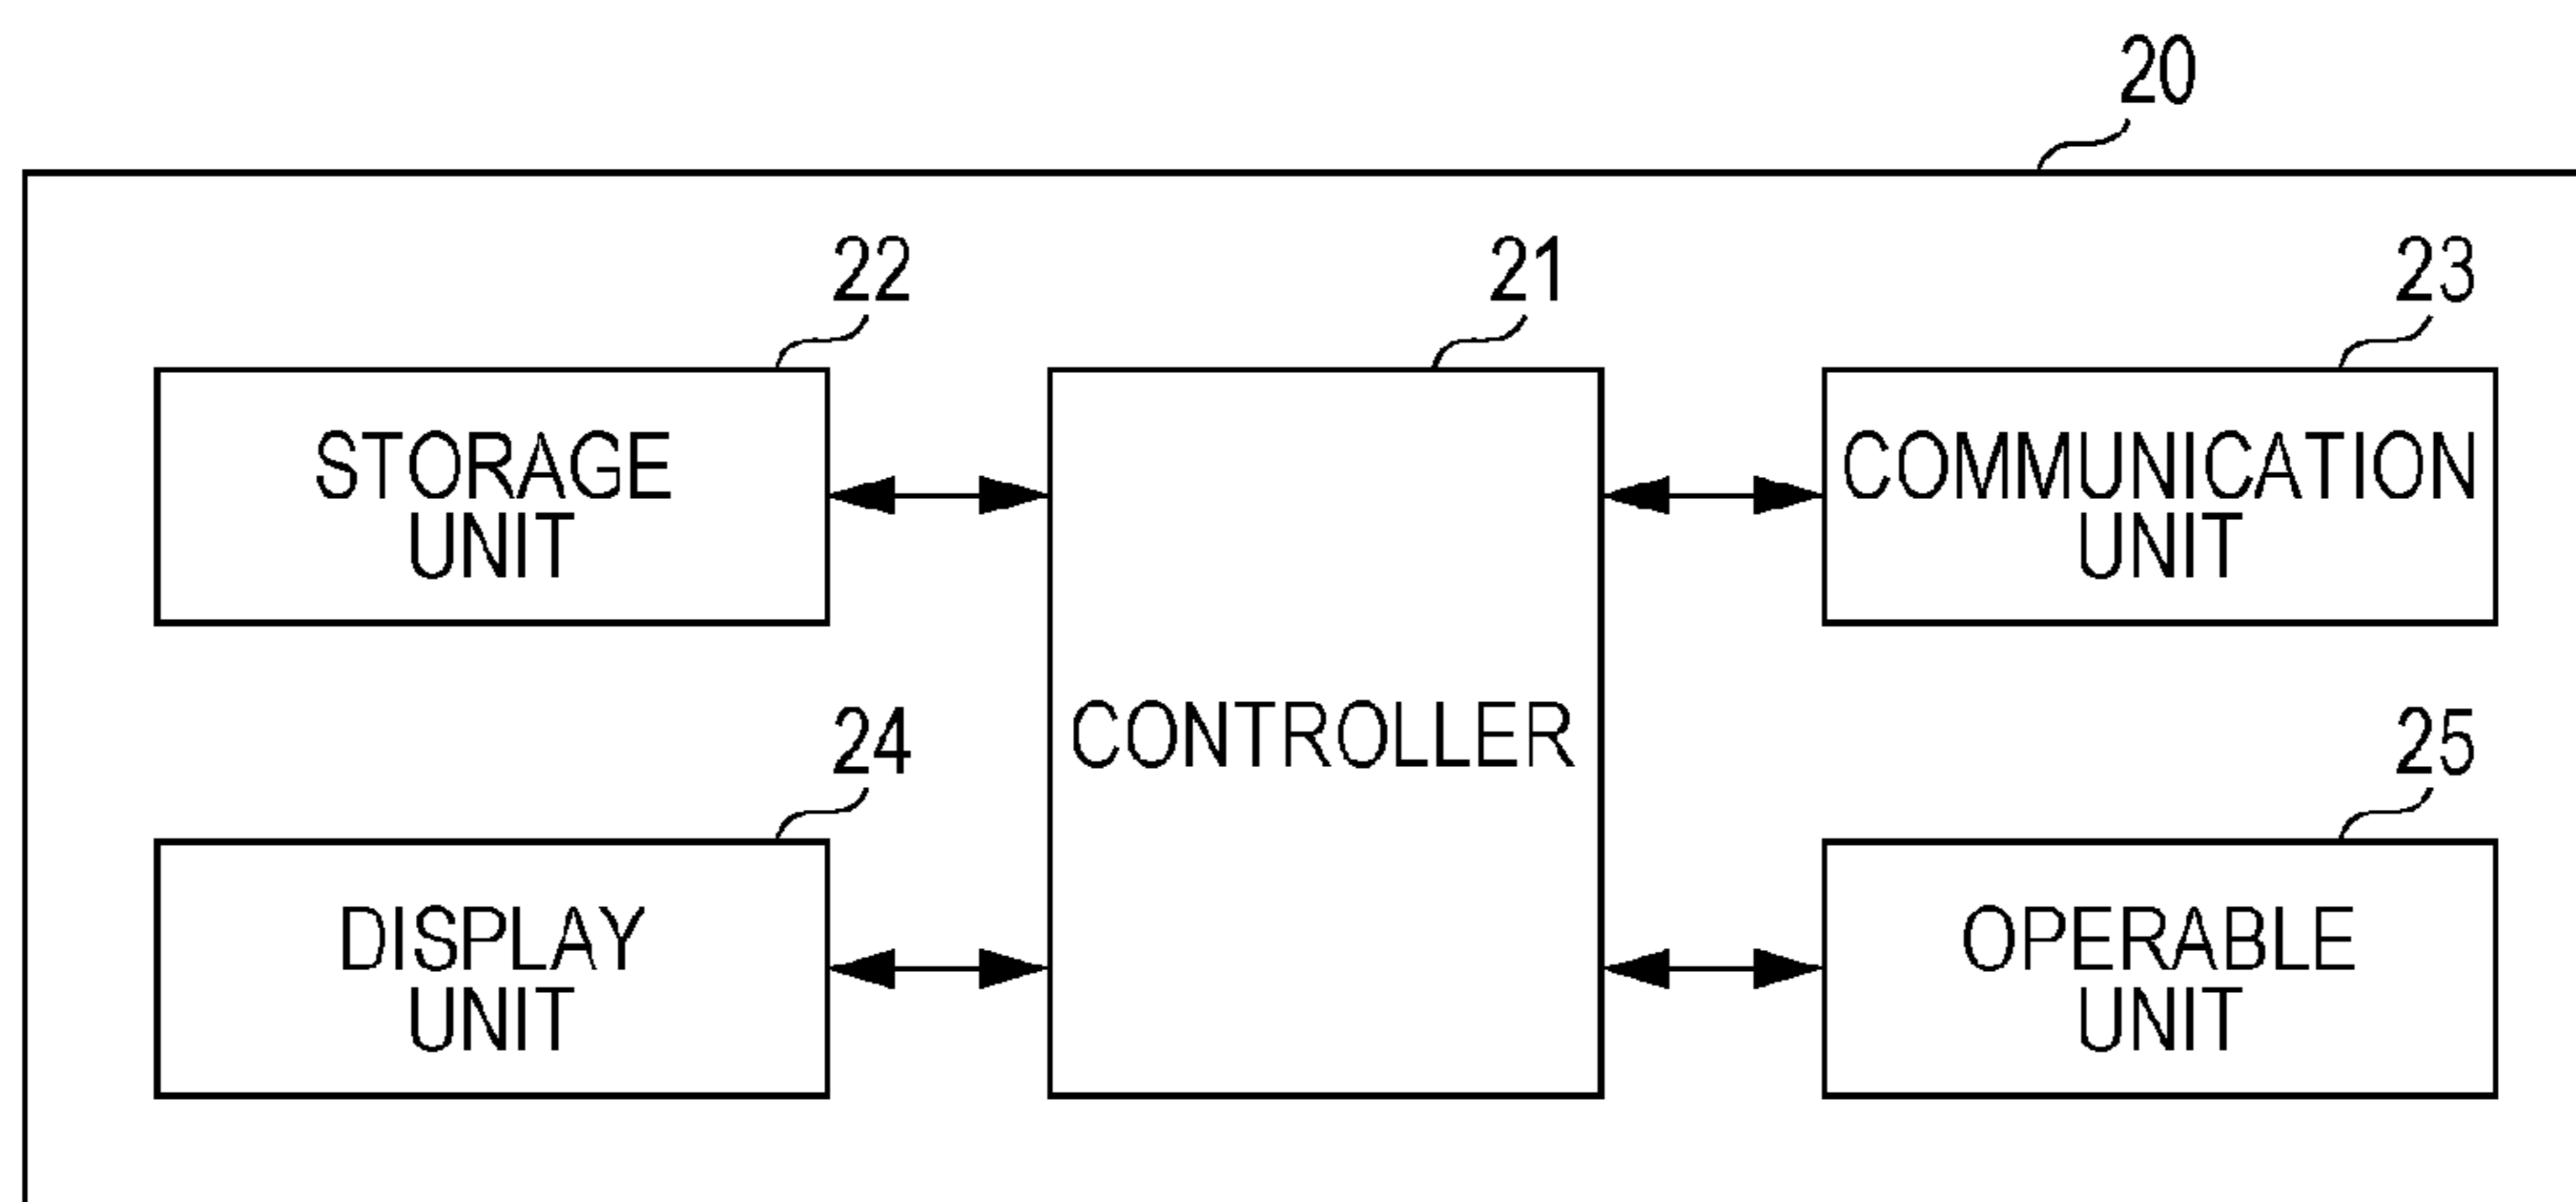 20
22
21
23
STORAGE
UNIT
CONTROLLER
COMMUNICATION
UNIT
24
25
DISPLAY
UNIT
OPERABLE
UNIT